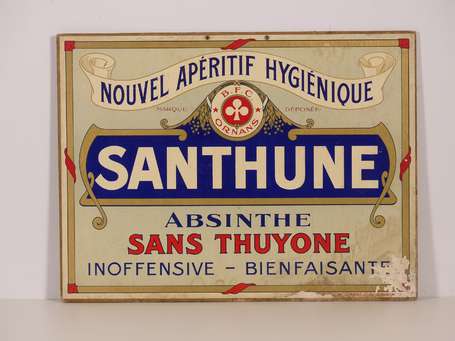 NOUVEL APÉRITIF HYGIÉNIQUE
MARQUE DÉPOSÉE
B.F.C
ORNANS
SANTHUNE
ABSINTHE
SANS THUYONE
INOFFENSIVE - BIENFAISANTE